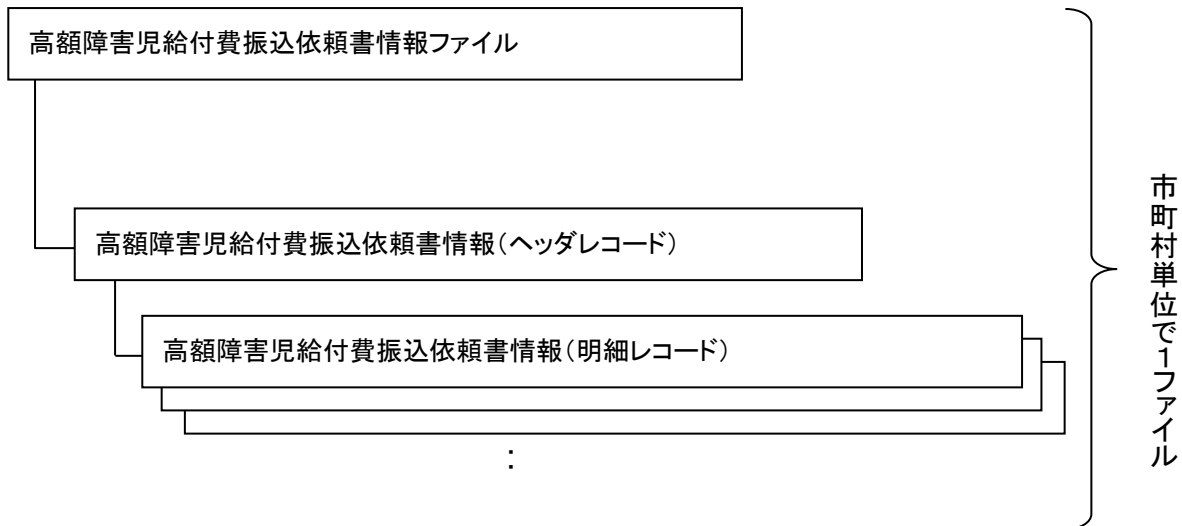 高額障害児給付費振込依頼書情報ファイル
高額障害児給付費振込依頼書情報(ヘッダレコード)
高額障害児給付費振込依頼書情報(明細レコード)
:
市町村単位で1ファイル